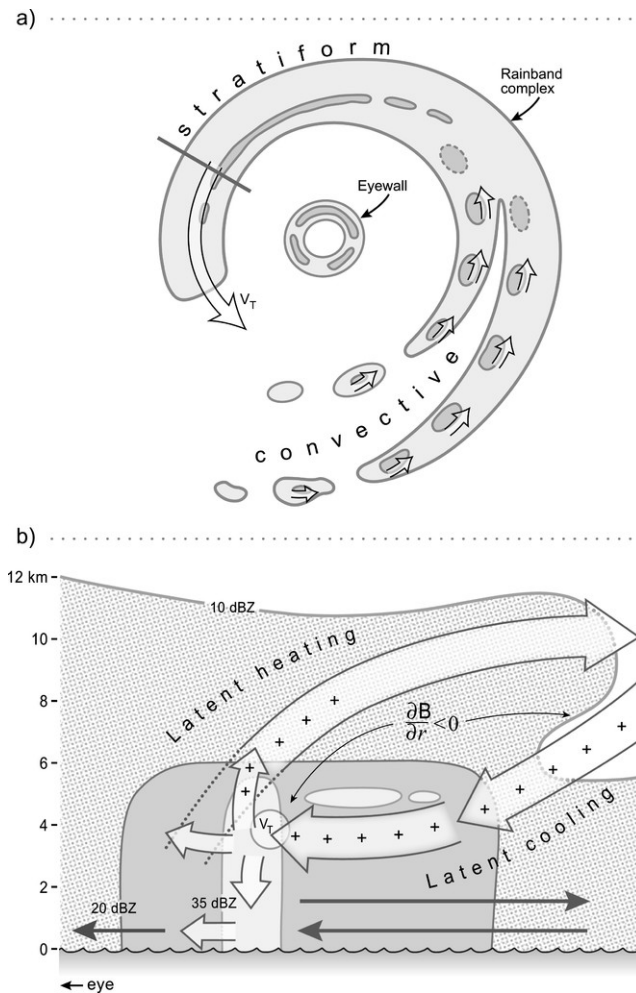 a)
stratiform
Rainband
complex
Eyewall
V_T
convective
b)
12 km
10 dBZ
10
Latent heating
8
∂B/∂r <0
6
4
V_T
Latent cooling
2
20 dBZ
35 dBZ
0
← eye